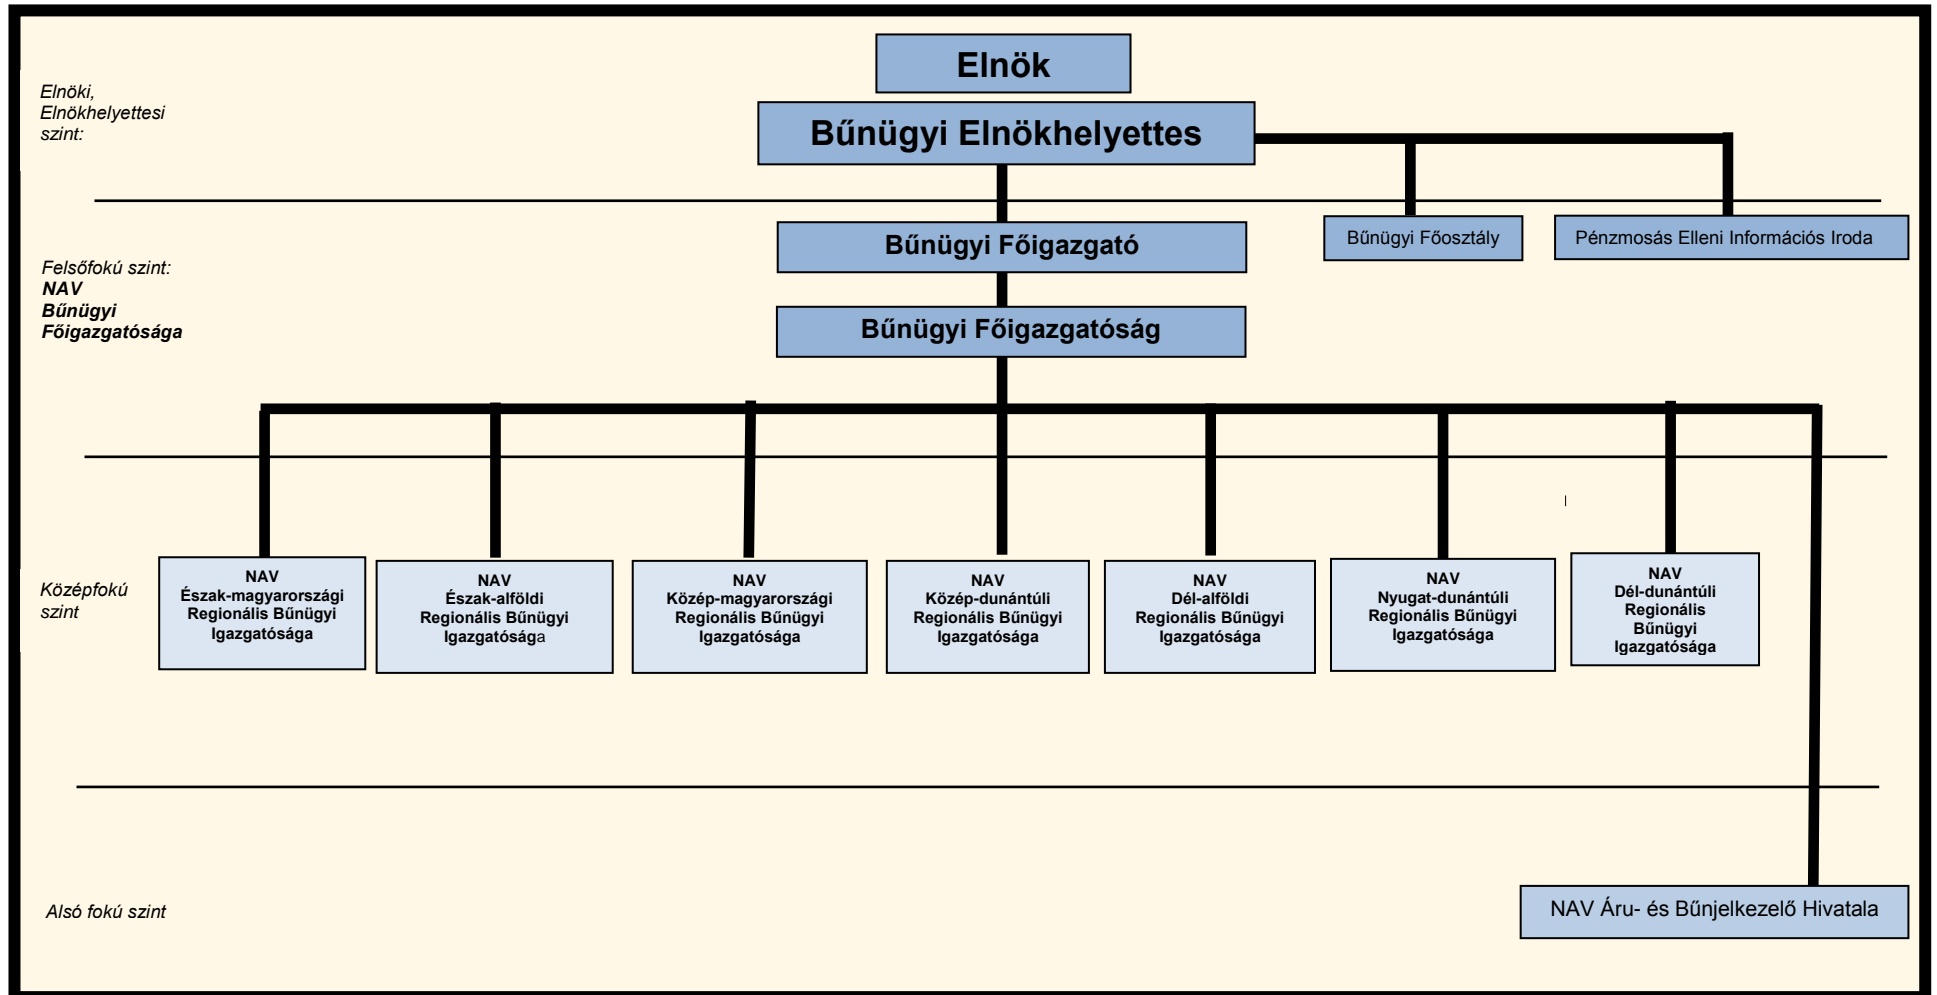 Elnök
Elnöki,
Elnökhelyettesi
szint:
Bűnügyi Elnökhelyettes
Bűnügyi Főigazgató
Bűnügyi Főosztály
Pénzmosás Elleni Információs Iroda
Felsőfokú szint:
NAV
Bűnügyi
Főigazgatósága
Bűnügyi Főigazgatóság
Középfokú
szint
NAV
Észak-magyarországi
Regionális Bűnügyi
Igazgatósága
NAV
Észak-alföldi
Regionális Bűnügyi
Igazgatósága
NAV
Közép-magyarországi
Regionális Bűnügyi
Igazgatósága
NAV
Közép-dunántúli
Regionális Bűnügyi
Igazgatósága
NAV
Dél-alföldi
Regionális Bűnügyi
Igazgatósága
NAV
Nyugat-dunántúli
Regionális Bűnügyi
Igazgatósága
NAV
Dél-dunántúli
Regionális
Bűnügyi
Igazgatósága
Alsó fokú szint
NAV Áru- és Bűnjelkezelő Hivatala